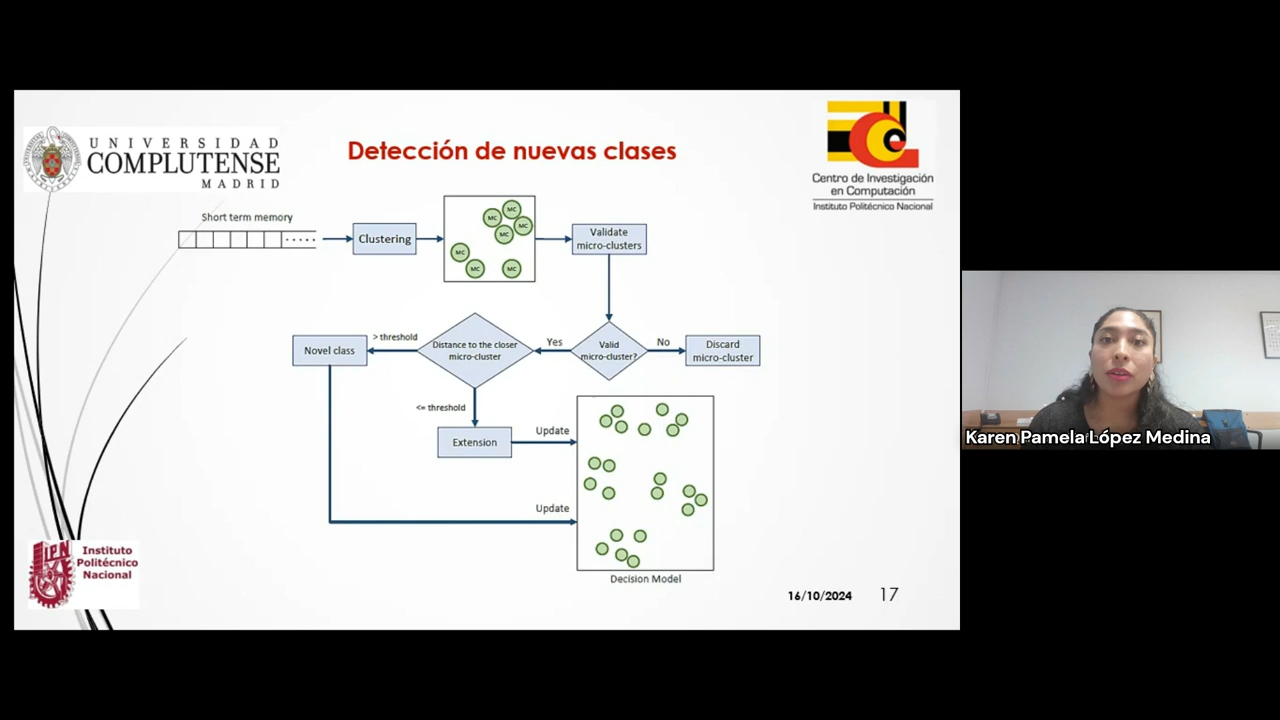 UNIVERSIDAD
COMPLUTENSE
MADRID
Detección de nuevas clases
Centro de Investigación
en Computación
Instituto Politécnico Nacional
Short term memory
Clustering
MC
MC
MC
MC
MC
MC
MC
Validate
micro-clusters
Novel class
> threshold
Distance to the closer
micro-cluster
Yes
Valid
micro-cluster?
No
Discard
micro-cluster
<= threshold
Extension
Update
Update
Decision Model
IPN
Instituto
Politécnico
Nacional
16/10/2024
17
Karen Pamela López Medina